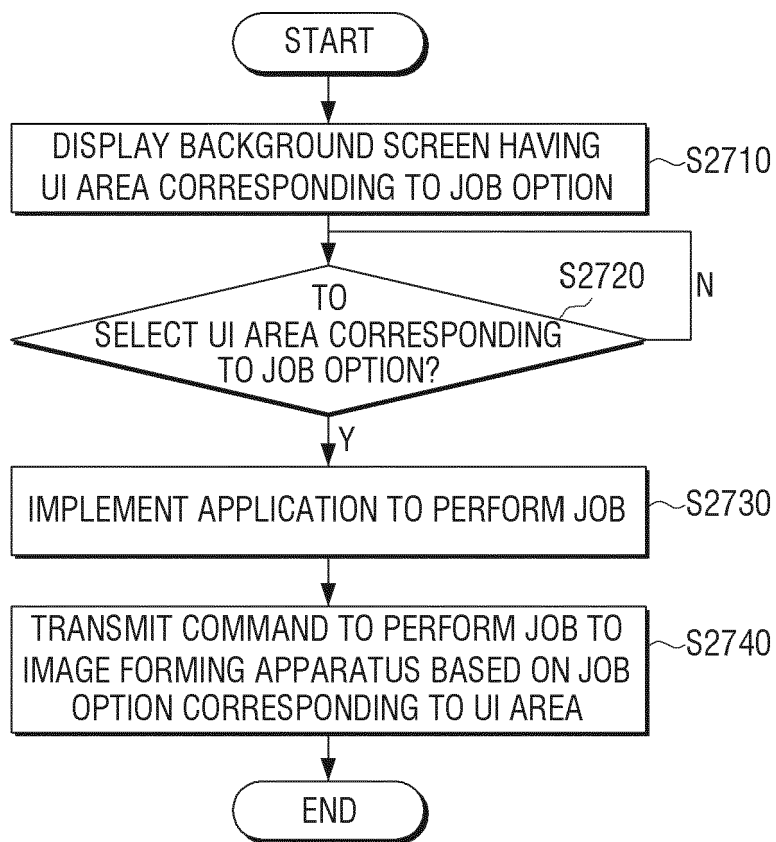 START
DISPLAY BACKGROUND SCREEN HAVING
UI AREA CORRESPONDING TO JOB OPTION
S2710
S2720
TO
SELECT UI AREA CORRESPONDING
TO JOB OPTION?
N
Y
IMPLEMENT APPLICATION TO PERFORM JOB
S2730
TRANSMIT COMMAND TO PERFORM JOB TO
IMAGE FORMING APPARATUS BASED ON JOB
OPTION CORRESPONDING TO UI AREA
S2740
END